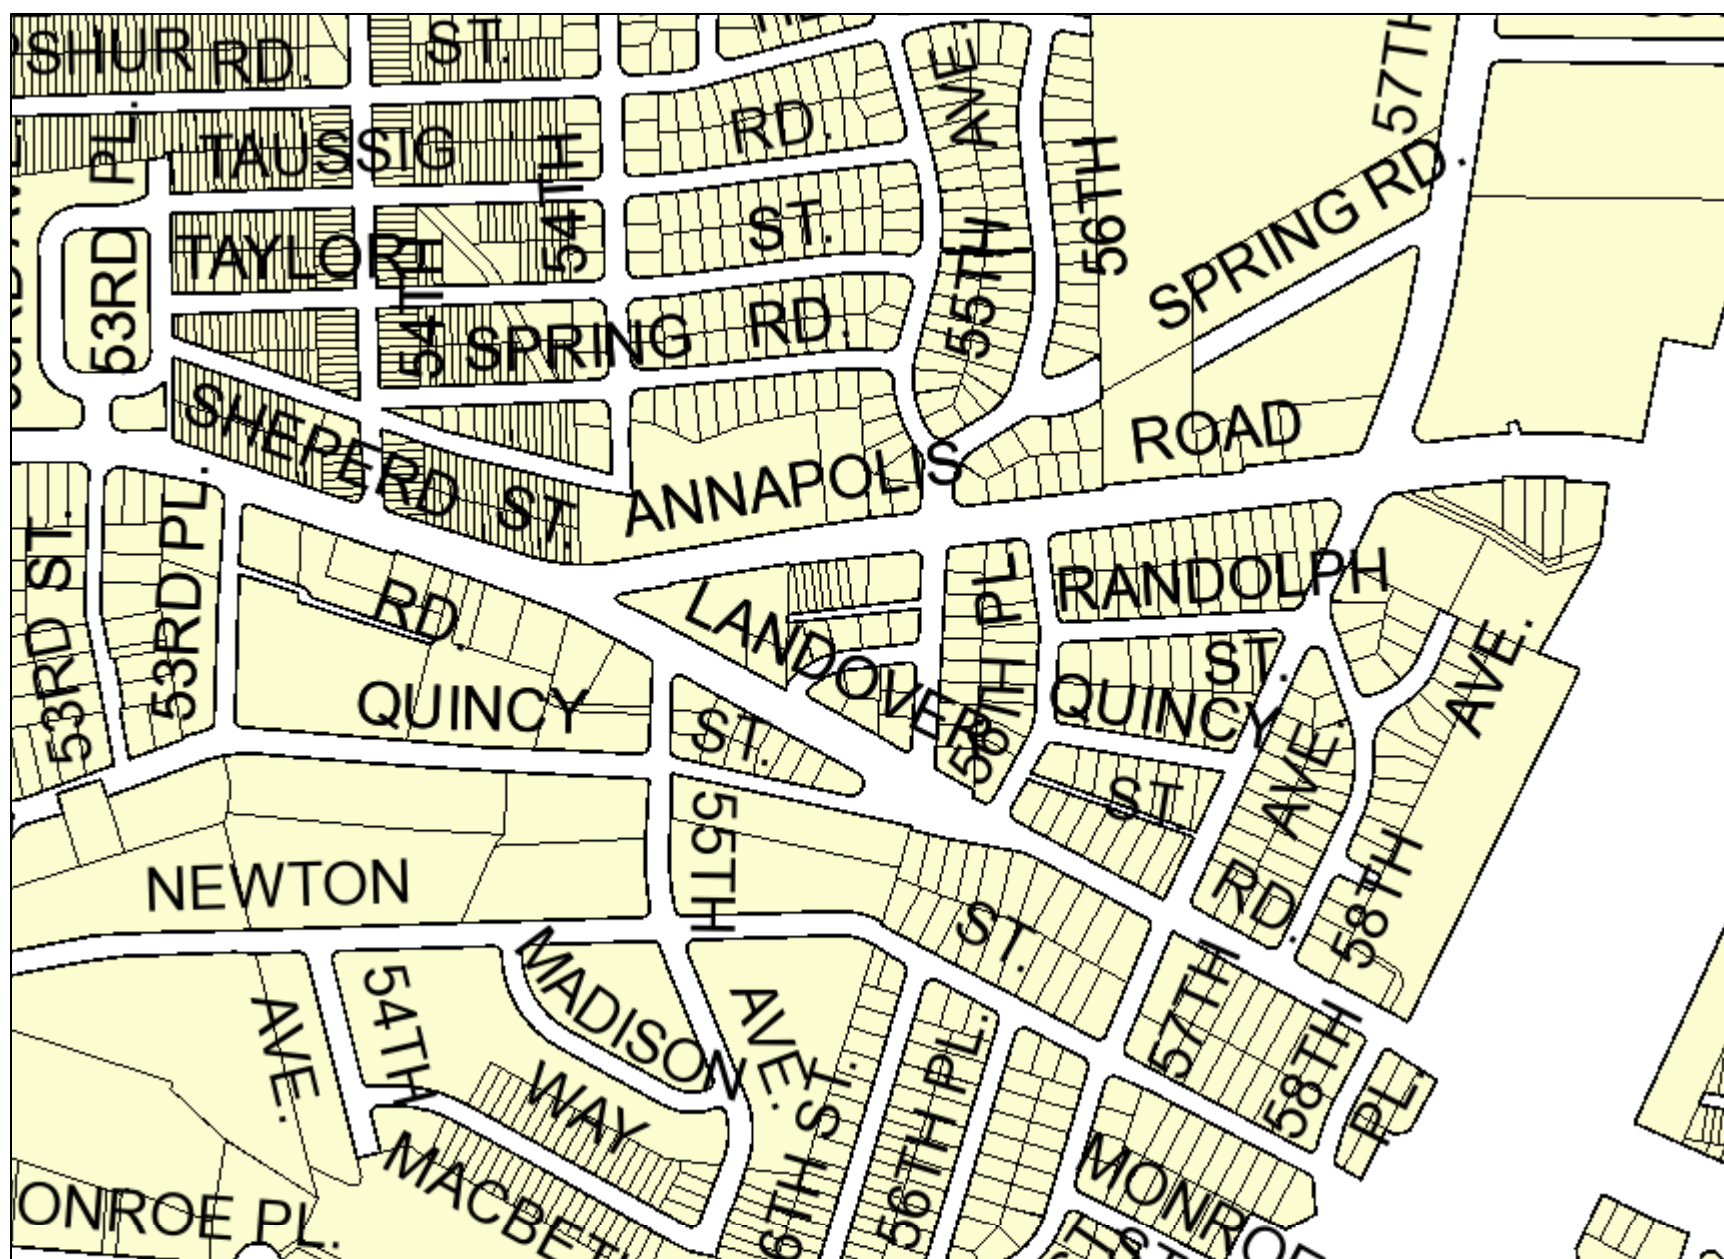 SHUR RD.
ST.
AVE.
57TH
53RD PL.
TAUSSIG RD.
54TH
55TH
56TH
SPRING RD.
TAYLOR ST.
54TH
SPRING RD.
SHEPERD ST.
ANNAPOLIS ROAD
53RD ST.
53RD PL.
LANDOVER RD.
56TH PL
RANDOLPH ST.
QUINCY ST.
QUINCY ST
58TH AVE.
AVE.
55TH AVE.
NEWTON ST.
RD.
57TH
58TH PL.
54TH AVE.
MADISON WAY
ST.
56TH PL.
MONROE ST
ONROE PL.
MACBETH
6TH